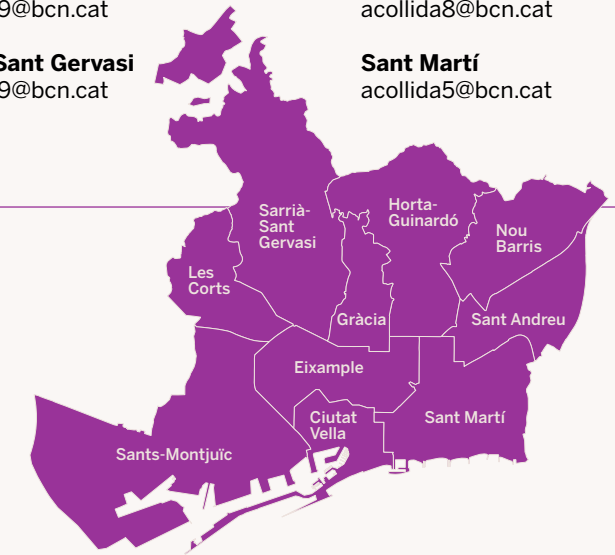 9@bcn.cat
Sant Gervasi
9@bcn.cat
acollida8@bcn.cat
Sant Martí
acollida5@bcn.cat
Sarrià-
Sant
Gervasi
Horta-
Guinardó
Nou
Barris
Les
Corts
Gràcia
Sant Andreu
Eixample
Ciutat
Vella
Sant Martí
Sants-Montjuïc